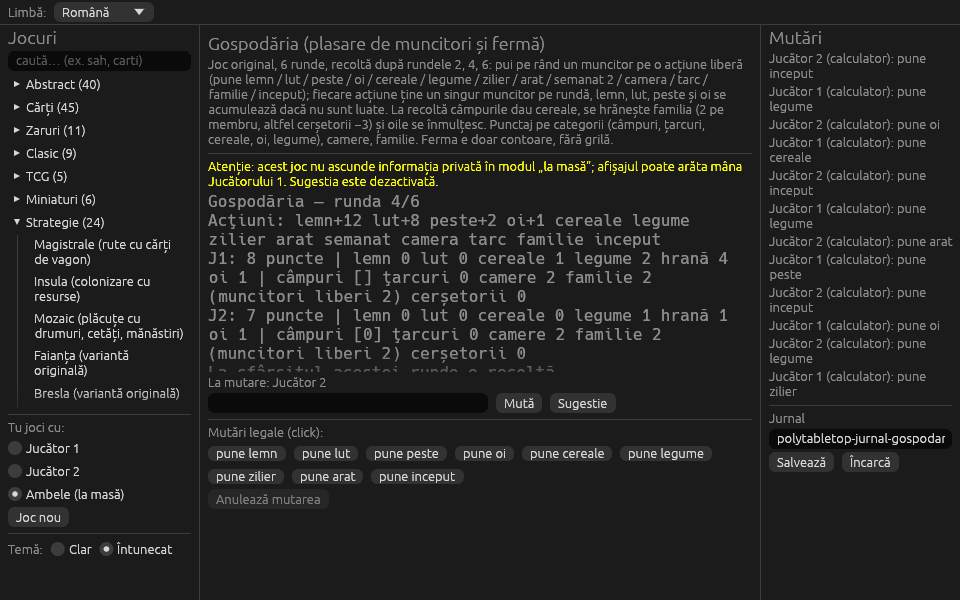 Limbă: Română
Jocuri
caută… (ex. sah, carti)
Abstract (40)
Cărți (45)
Zaruri (11)
Clasic (9)
TCG (5)
Miniaturi (6)
Strategie (24)
Magistrale (rute cu cărți
de vagon)
Insula (colonizare cu
resurse)
Mozaic (plăcuțe cu
drumuri, cetăți, mănăstiri)
Faianța (variantă
originală)
Bresla (variantă originală)
Tu joci cu:
Jucător 1
Jucător 2
Ambele (la masă)
Joc nou
Temă: Clar Întunecat
Gospodăria (plasare de muncitori și fermă)
Joc original, 6 runde, recoltă după rundele 2, 4, 6: pui pe rând un muncitor pe o acțiune liberă
(pune lemn / lut / peste / oi / cereale / legume / zilier / arat / semanat 2 / camera / tarc /
familie / inceput); fiecare acțiune ține un singur muncitor pe rundă, lemn, lut, peste și oi se
acumulează dacă nu sunt luate. La recoltă câmpurile dau cereale, se hrănește familia (2 pe
membru, altfel cerșetorii −3) și oile se înmulțesc. Punctaj pe categorii (câmpuri, țarcuri,
cereale, oi, legume), camere, familie. Ferma e doar contoare, fără grilă.
Atenție: acest joc nu ascunde informația privată în modul „la masă”; afișajul poate arăta mâna
Jucătorului 1. Sugestia este dezactivată.
Gospodăria — runda 4/6
Acţiuni: lemn+12 lut+8 peste+2 oi+1 cereale legume
zilier arat semanat camera tarc familie inceput
J1: 8 puncte | lemn 0 lut 0 cereale 1 legume 2 hrană 4
oi 1 | câmpuri [] ţarcuri 0 camere 2 familie 2
(muncitori liberi 2) cerșetorii 0
J2: 7 puncte | lemn 0 lut 0 cereale 0 legume 1 hrană 1
oi 1 | câmpuri [0] ţarcuri 0 camere 2 familie 2
(muncitori liberi 2) cerșetorii 0
La sfârșitul acestei runde e recoltă
La mutare: Jucător 2
Mută Sugestie
Mutări legale (click):
pune lemn pune lut pune peste pune oi pune cereale pune legume
pune zilier pune arat pune inceput
Anulează mutarea
Mutări
Jucător 2 (calculator): pune
inceput
Jucător 1 (calculator): pune
legume
Jucător 2 (calculator): pune oi
Jucător 1 (calculator): pune
cereale
Jucător 2 (calculator): pune
inceput
Jucător 1 (calculator): pune
legume
Jucător 2 (calculator): pune arat
Jucător 1 (calculator): pune
peste
Jucător 2 (calculator): pune
inceput
Jucător 1 (calculator): pune oi
Jucător 2 (calculator): pune
legume
Jucător 1 (calculator): pune
zilier
Jurnal
polytabletop-jurnal-gospodar
Salvează Încarcă